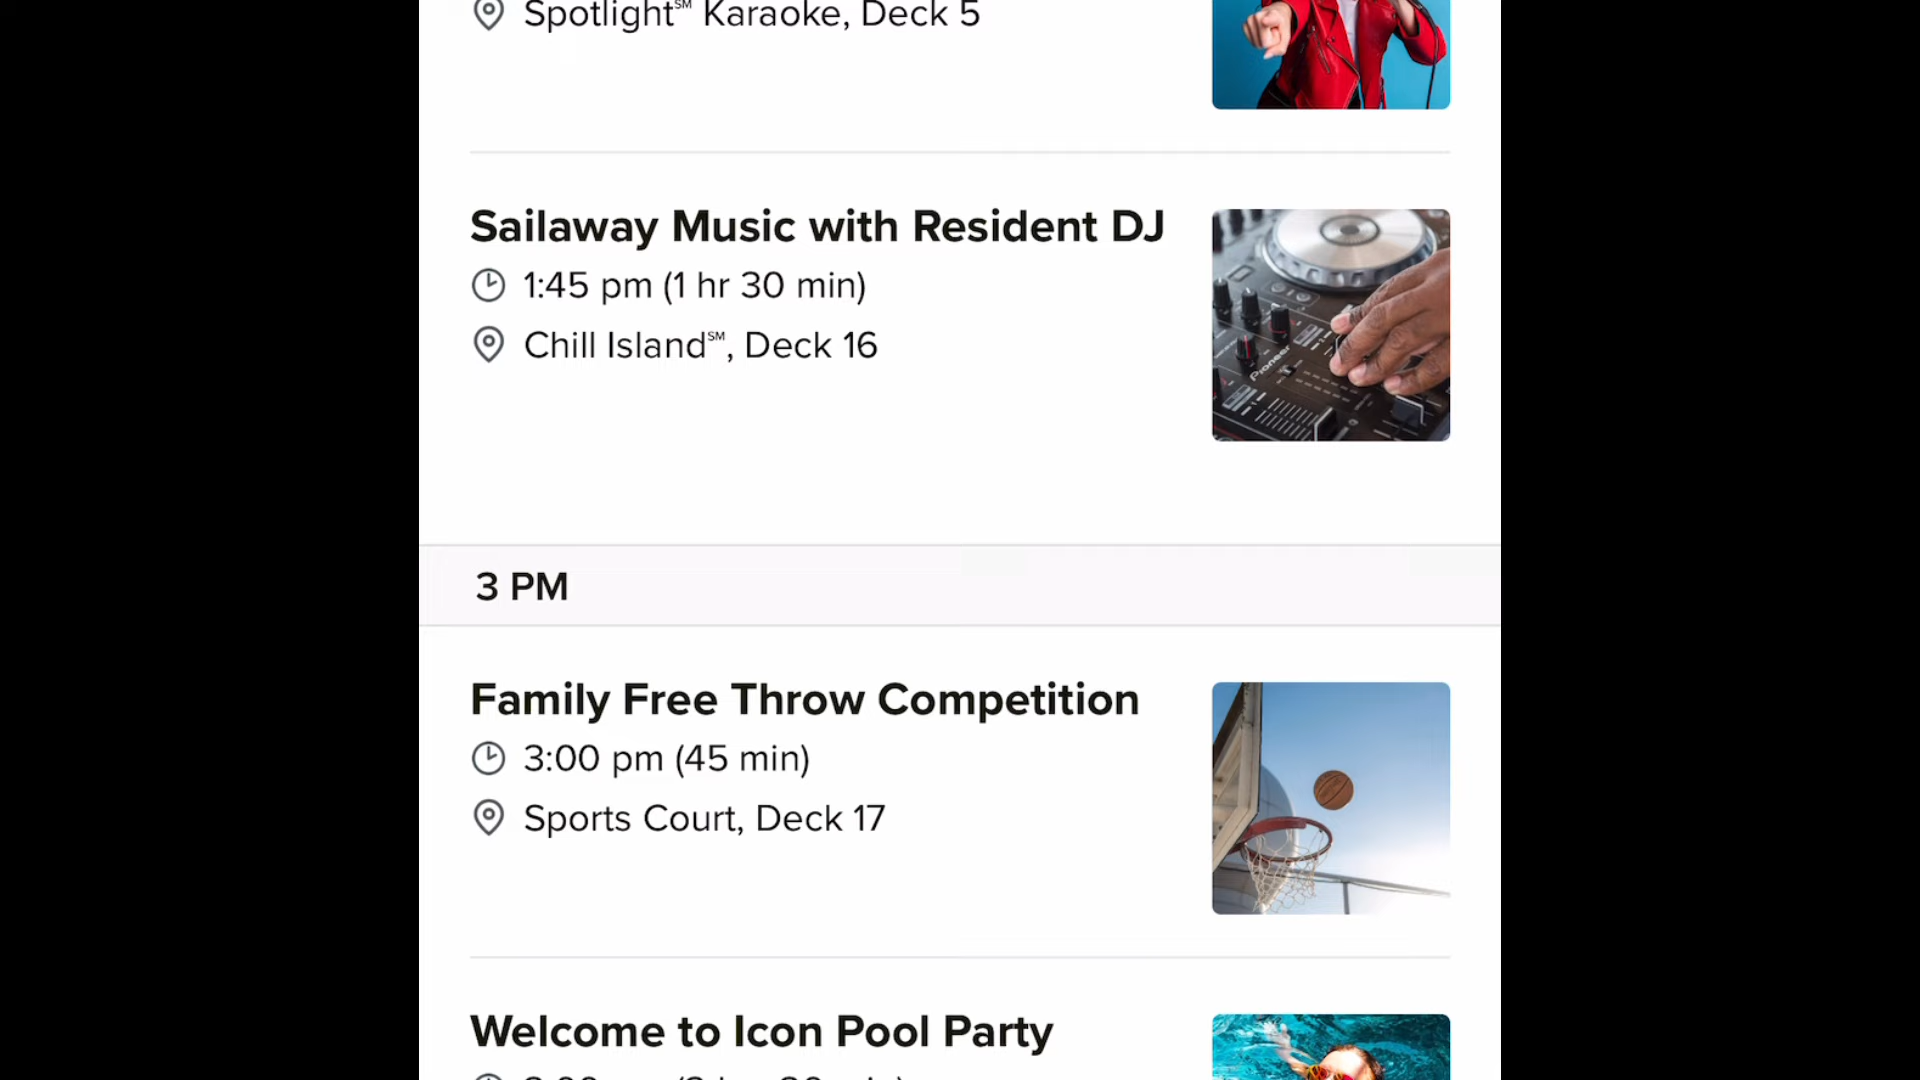 Spotlight℠ Karaoke, Deck 5
Sailaway Music with Resident DJ
1:45 pm (1 hr 30 min)
Chill Island℠, Deck 16
Pioneer
3 PM
Family Free Throw Competition
3:00 pm (45 min)
Sports Court, Deck 17
Welcome to Icon Pool Party